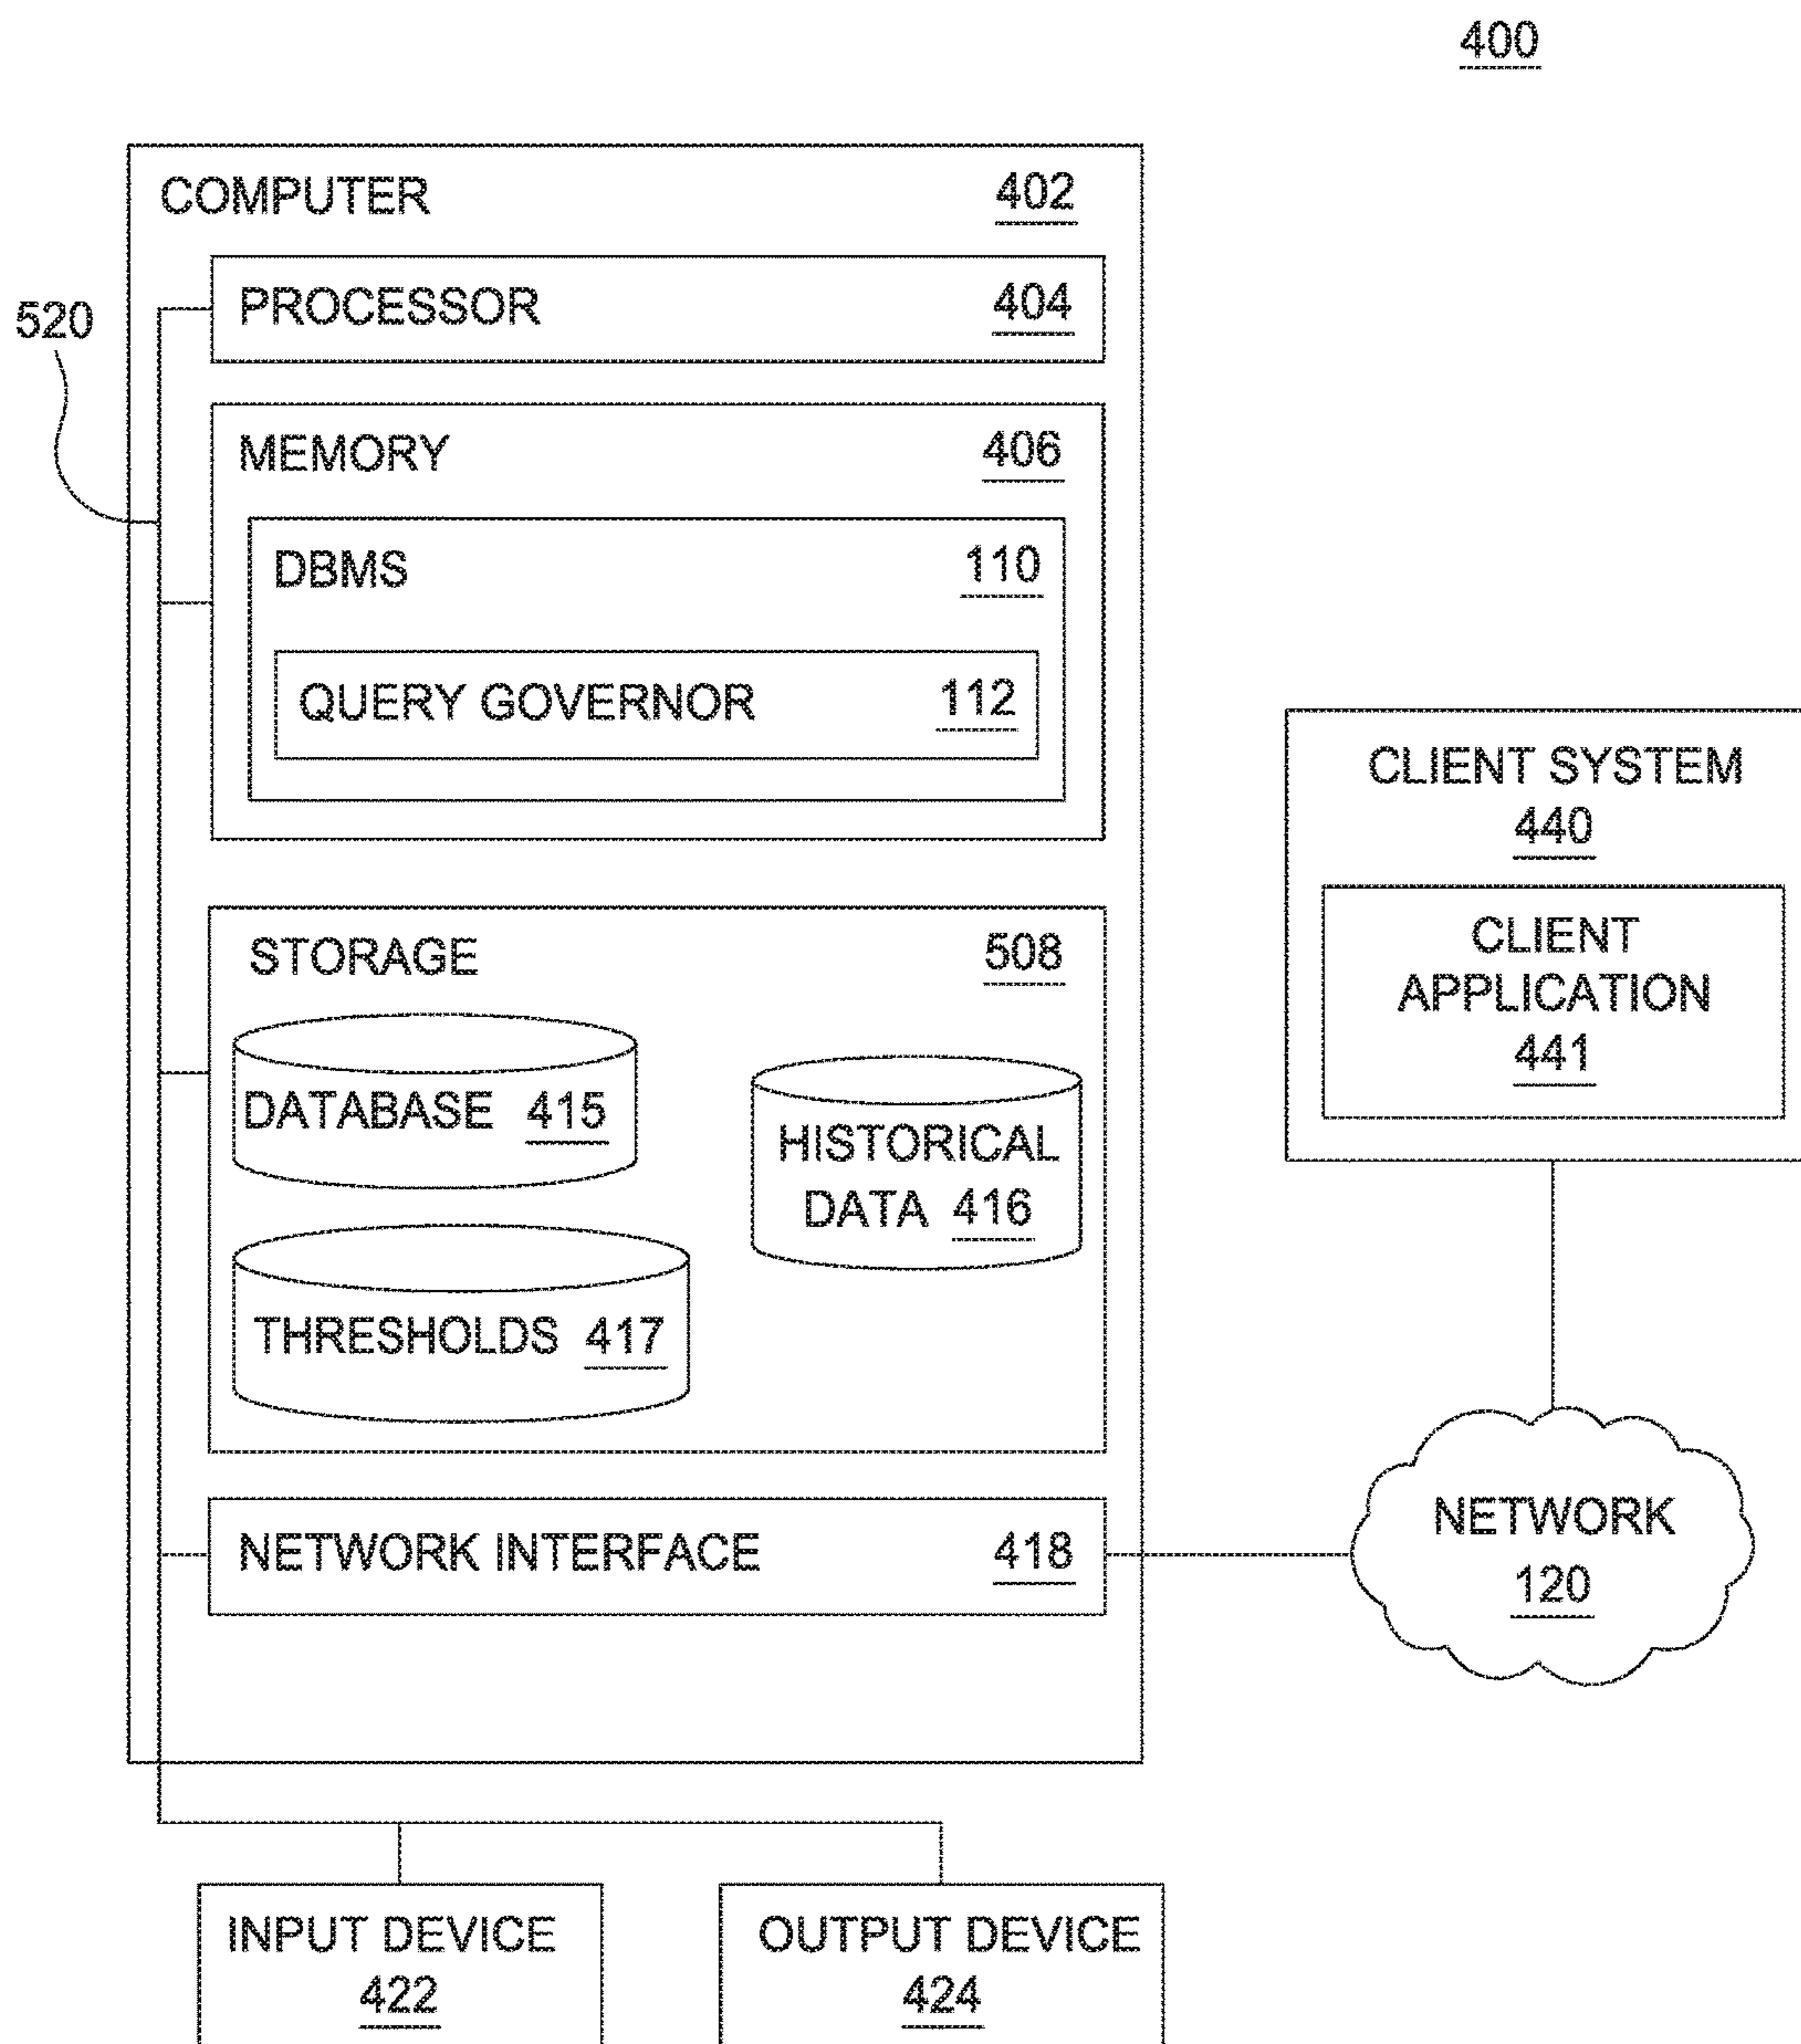 400
COMPUTER 402
PROCESSOR 404
520
MEMORY 406
DBMS 110
QUERY GOVERNOR 112
CLIENT SYSTEM
440
CLIENT
APPLICATION
441
STORAGE 508
DATABASE 415
HISTORICAL
DATA 416
THRESHOLDS 417
NETWORK INTERFACE 418
NETWORK
120
INPUT DEVICE
422
OUTPUT DEVICE
424